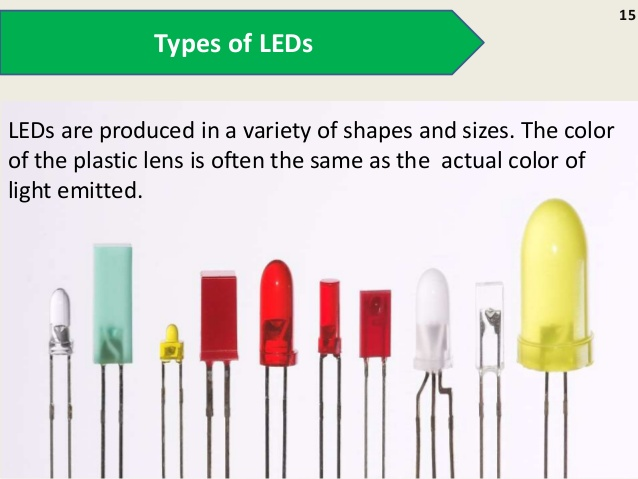 15
Types of LEDs
LEDs are produced in a variety of shapes and sizes. The color
of the plastic lens is often the same as the  actual color of
light emitted.